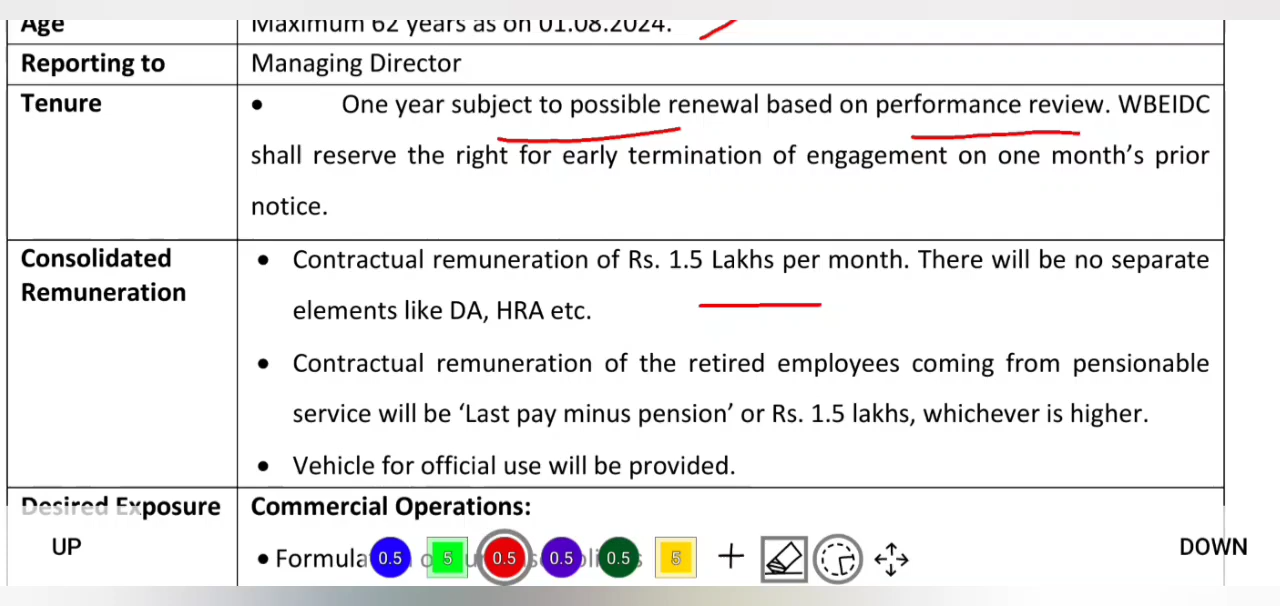 Age Maximum 62 years as on 01.08.2024.
Reporting to Managing Director
Tenure • One year subject to possible renewal based on performance review. WBEIDC
shall reserve the right for early termination of engagement on one month's prior
notice.
Consolidated • Contractual remuneration of Rs. 1.5 Lakhs per month. There will be no separate
Remuneration elements like DA, HRA etc.
• Contractual remuneration of the retired employees coming from pensionable
service will be ‘Last pay minus pension’ or Rs. 1.5 lakhs, whichever is higher.
• Vehicle for official use will be provided.
Desired Exposure Commercial Operations:
• Formula
UP 0.5 5 0.5 0.5 0.5 5 DOWN